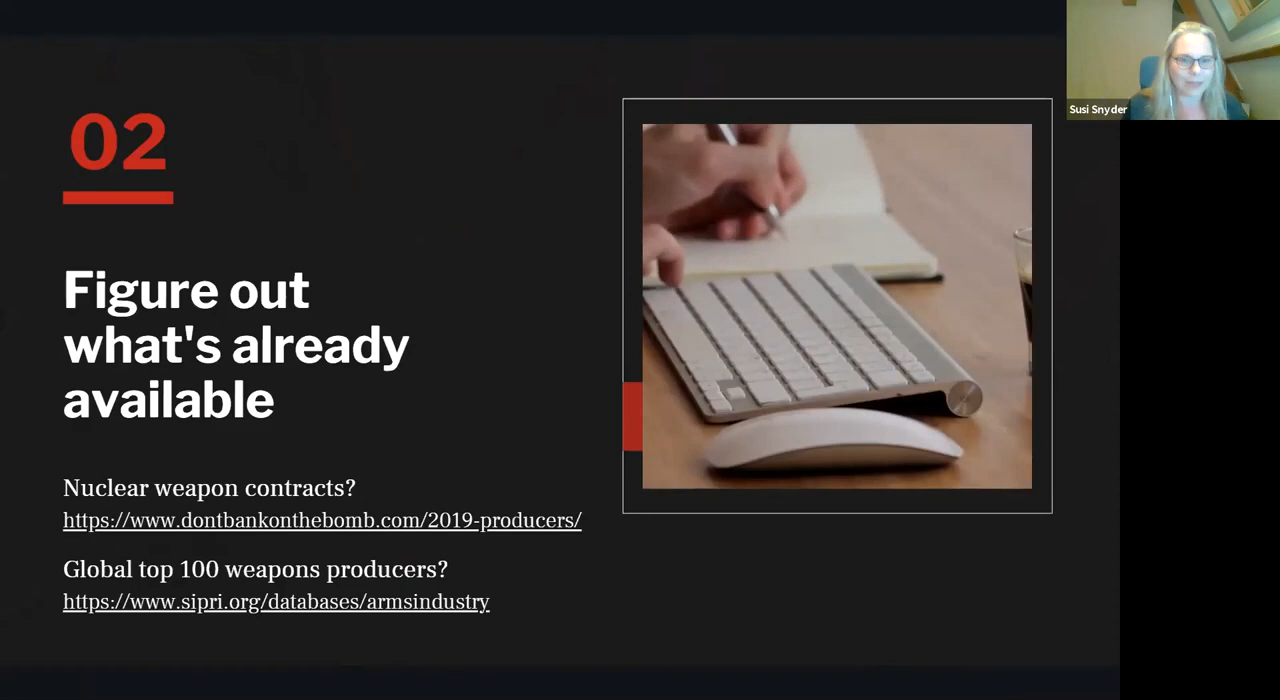 02
Figure out
what's already
available
Nuclear weapon contracts?
https://www.dontbankonthebomb.com/2019-producers/
Global top 100 weapons producers?
https://www.sipri.org/databases/armsindustry
Susi Snyder